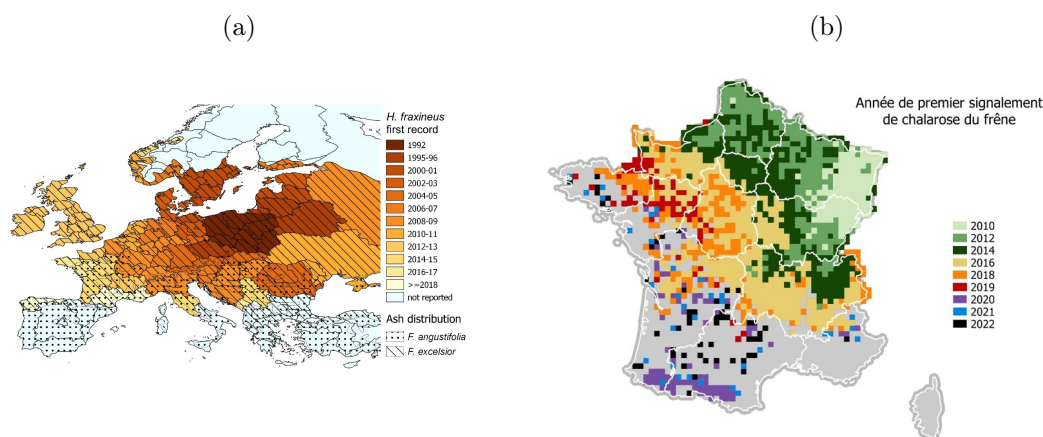 (a)
(b)
H. fraxineus
first record
1992
1995-96
2000-01
2002-03
2004-05
2006-07
2008-09
2010-11
2012-13
2014-15
2016-17
>=2018
not reported
Ash distribution
F. angustifolia
F. excelsior
Année de premier signalement
de chalarose du frêne
2010
2012
2014
2016
2018
2019
2020
2021
2022